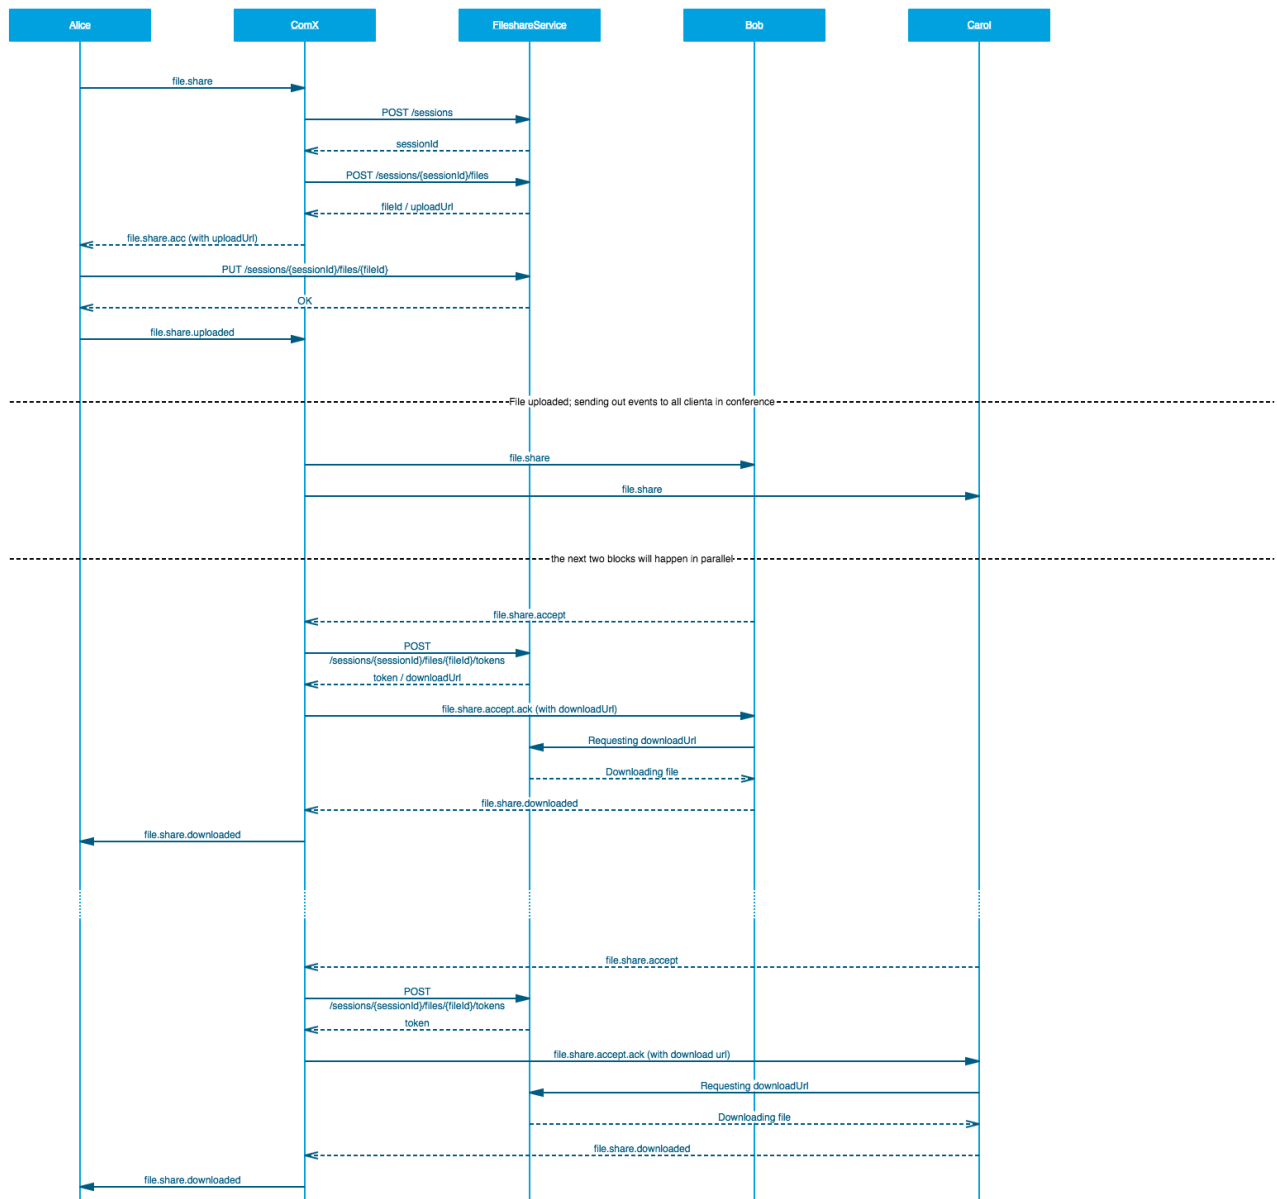 Alice
ComX
FileshareService
Bob
Carol
file.share
POST /sessions
sessionId
POST /sessions/{sessionId}/files
fileId / uploadUrl
file.share.acc (with uploadUrl)
PUT /sessions/{sessionId}/files/{fileId}
OK
file.share.uploaded
File uploaded; sending out events to all clienta in conference
file.share
file.share
the next two blocks will happen in parallel
file.share.accept
POST
/sessions/{sessionId}/files/{fileId}/tokens
token / downloadUrl
file.share.accept.ack (with downloadUrl)
Requesting downloadUrl
Downloading file
file.share.downloaded
file.share.downloaded
file.share.accept
POST
/sessions/{sessionId}/files/{fileId}/tokens
token
file.share.accept.ack (with download url)
Requesting downloadUrl
Downloading file
file.share.downloaded
file.share.downloaded